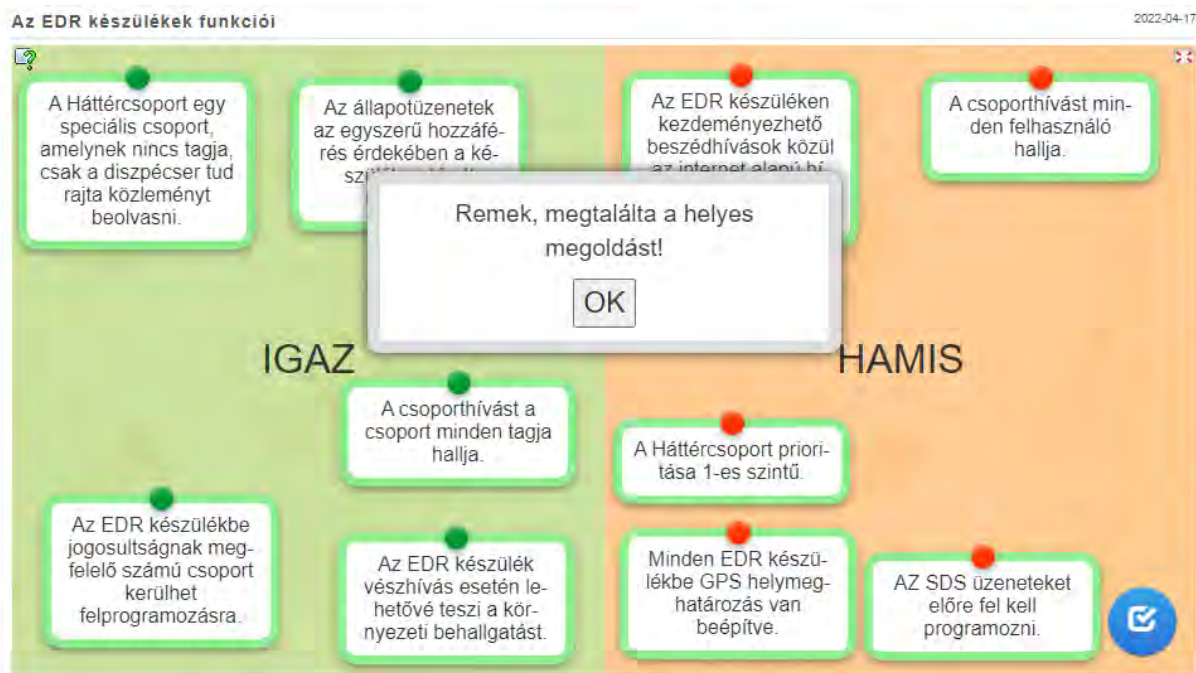 Az EDR készülékek funkciói
2022-04-17
A Háttércsoport egy
speciális csoport,
amelynek nincs tagja,
csak a diszpécser tud
rajta közleményt
beolvasni.
Az állapotüzenetek
az egyszerű hozzáfé-
rés érdekében a ké-
Az EDR készüléken
kezdeményezhető
beszédhívások közül
az internet alapú hí-
A csoporthívást min-
den felhasználó
hallja.
Remek, megtalálta a helyes
megoldást!
OK
IGAZ
HAMIS
A csoporthívást a
csoport minden tagja
hallja.
A Háttércsoport priori-
tása 1-es szintű.
Az EDR készülékbe
jogosultságnak meg-
felelő számú csoport
kerülhet
felprogramozásra.
Az EDR készülék
vészhívás esetén le-
hetővé teszi a kör-
nyezeti behallgatást.
Minden EDR készü-
lékbe GPS helymeg-
határozás van
beépítve.
AZ SDS üzeneteket
előre fel kell
programozni.